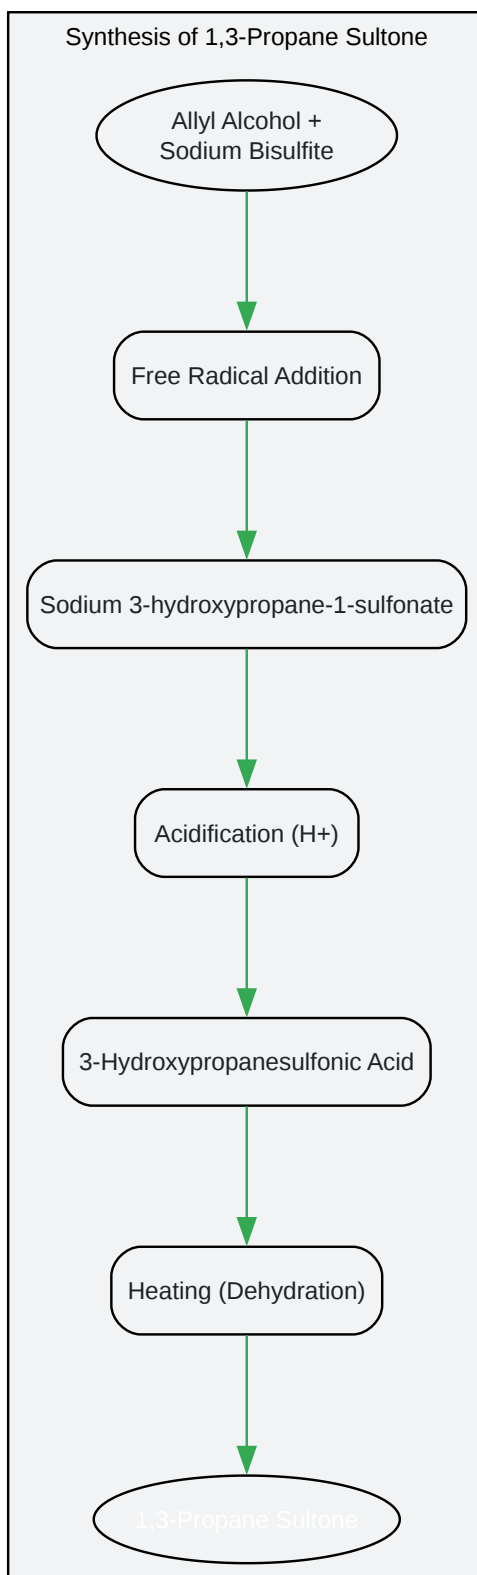 Synthesis of 1,3-Propane Sultone
Allyl Alcohol +
Sodium Bisulfite
Free Radical Addition
Sodium 3-hydroxypropane-1-sulfonate
Acidification (H+)
3-Hydroxypropanesulfonic Acid
Heating (Dehydration)
1,3-Propane Sultone